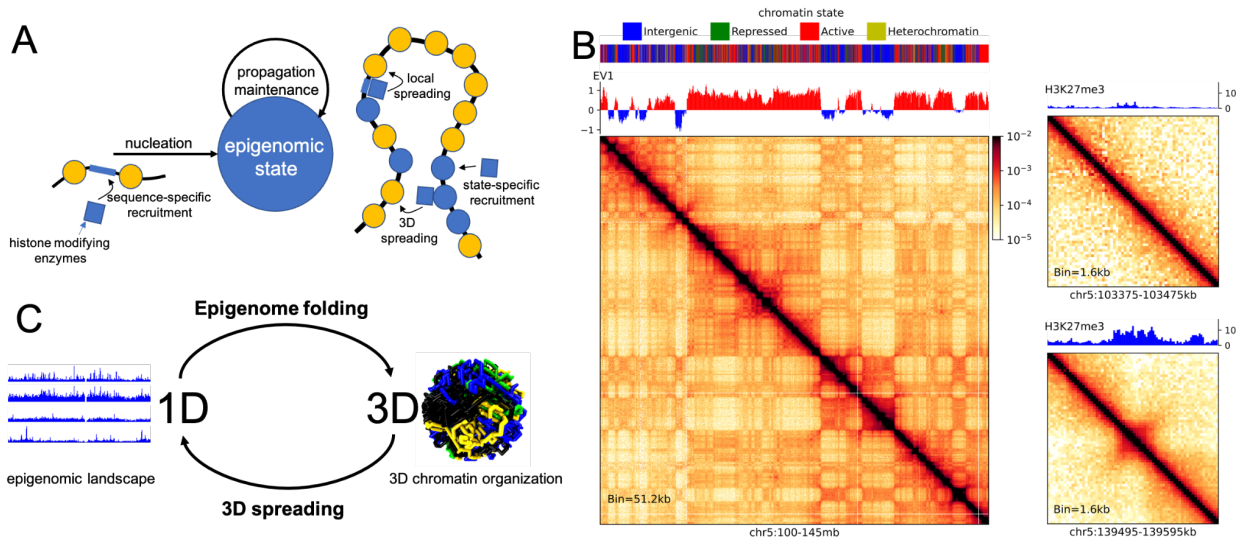 A
propagation
maintenance
nucleation
epigenomic
state
sequence-specific
recruitment
histone modifying
enzymes
local
spreading
state-specific
recruitment
3D
spreading
B
chromatin state
Intergenic
Repressed
Active
Heterochromatin
EV1
1
0
−1
10−2
10−3
10−4
10−5
Bin=51.2kb
chr5:100-145mb
H3K27me3
10
0
Bin=1.6kb
chr5:103375-103475kb
H3K27me3
10
0
Bin=1.6kb
chr5:139495-139595kb
C
Epigenome folding
1D
3D
epigenomic landscape
3D chromatin organization
3D spreading